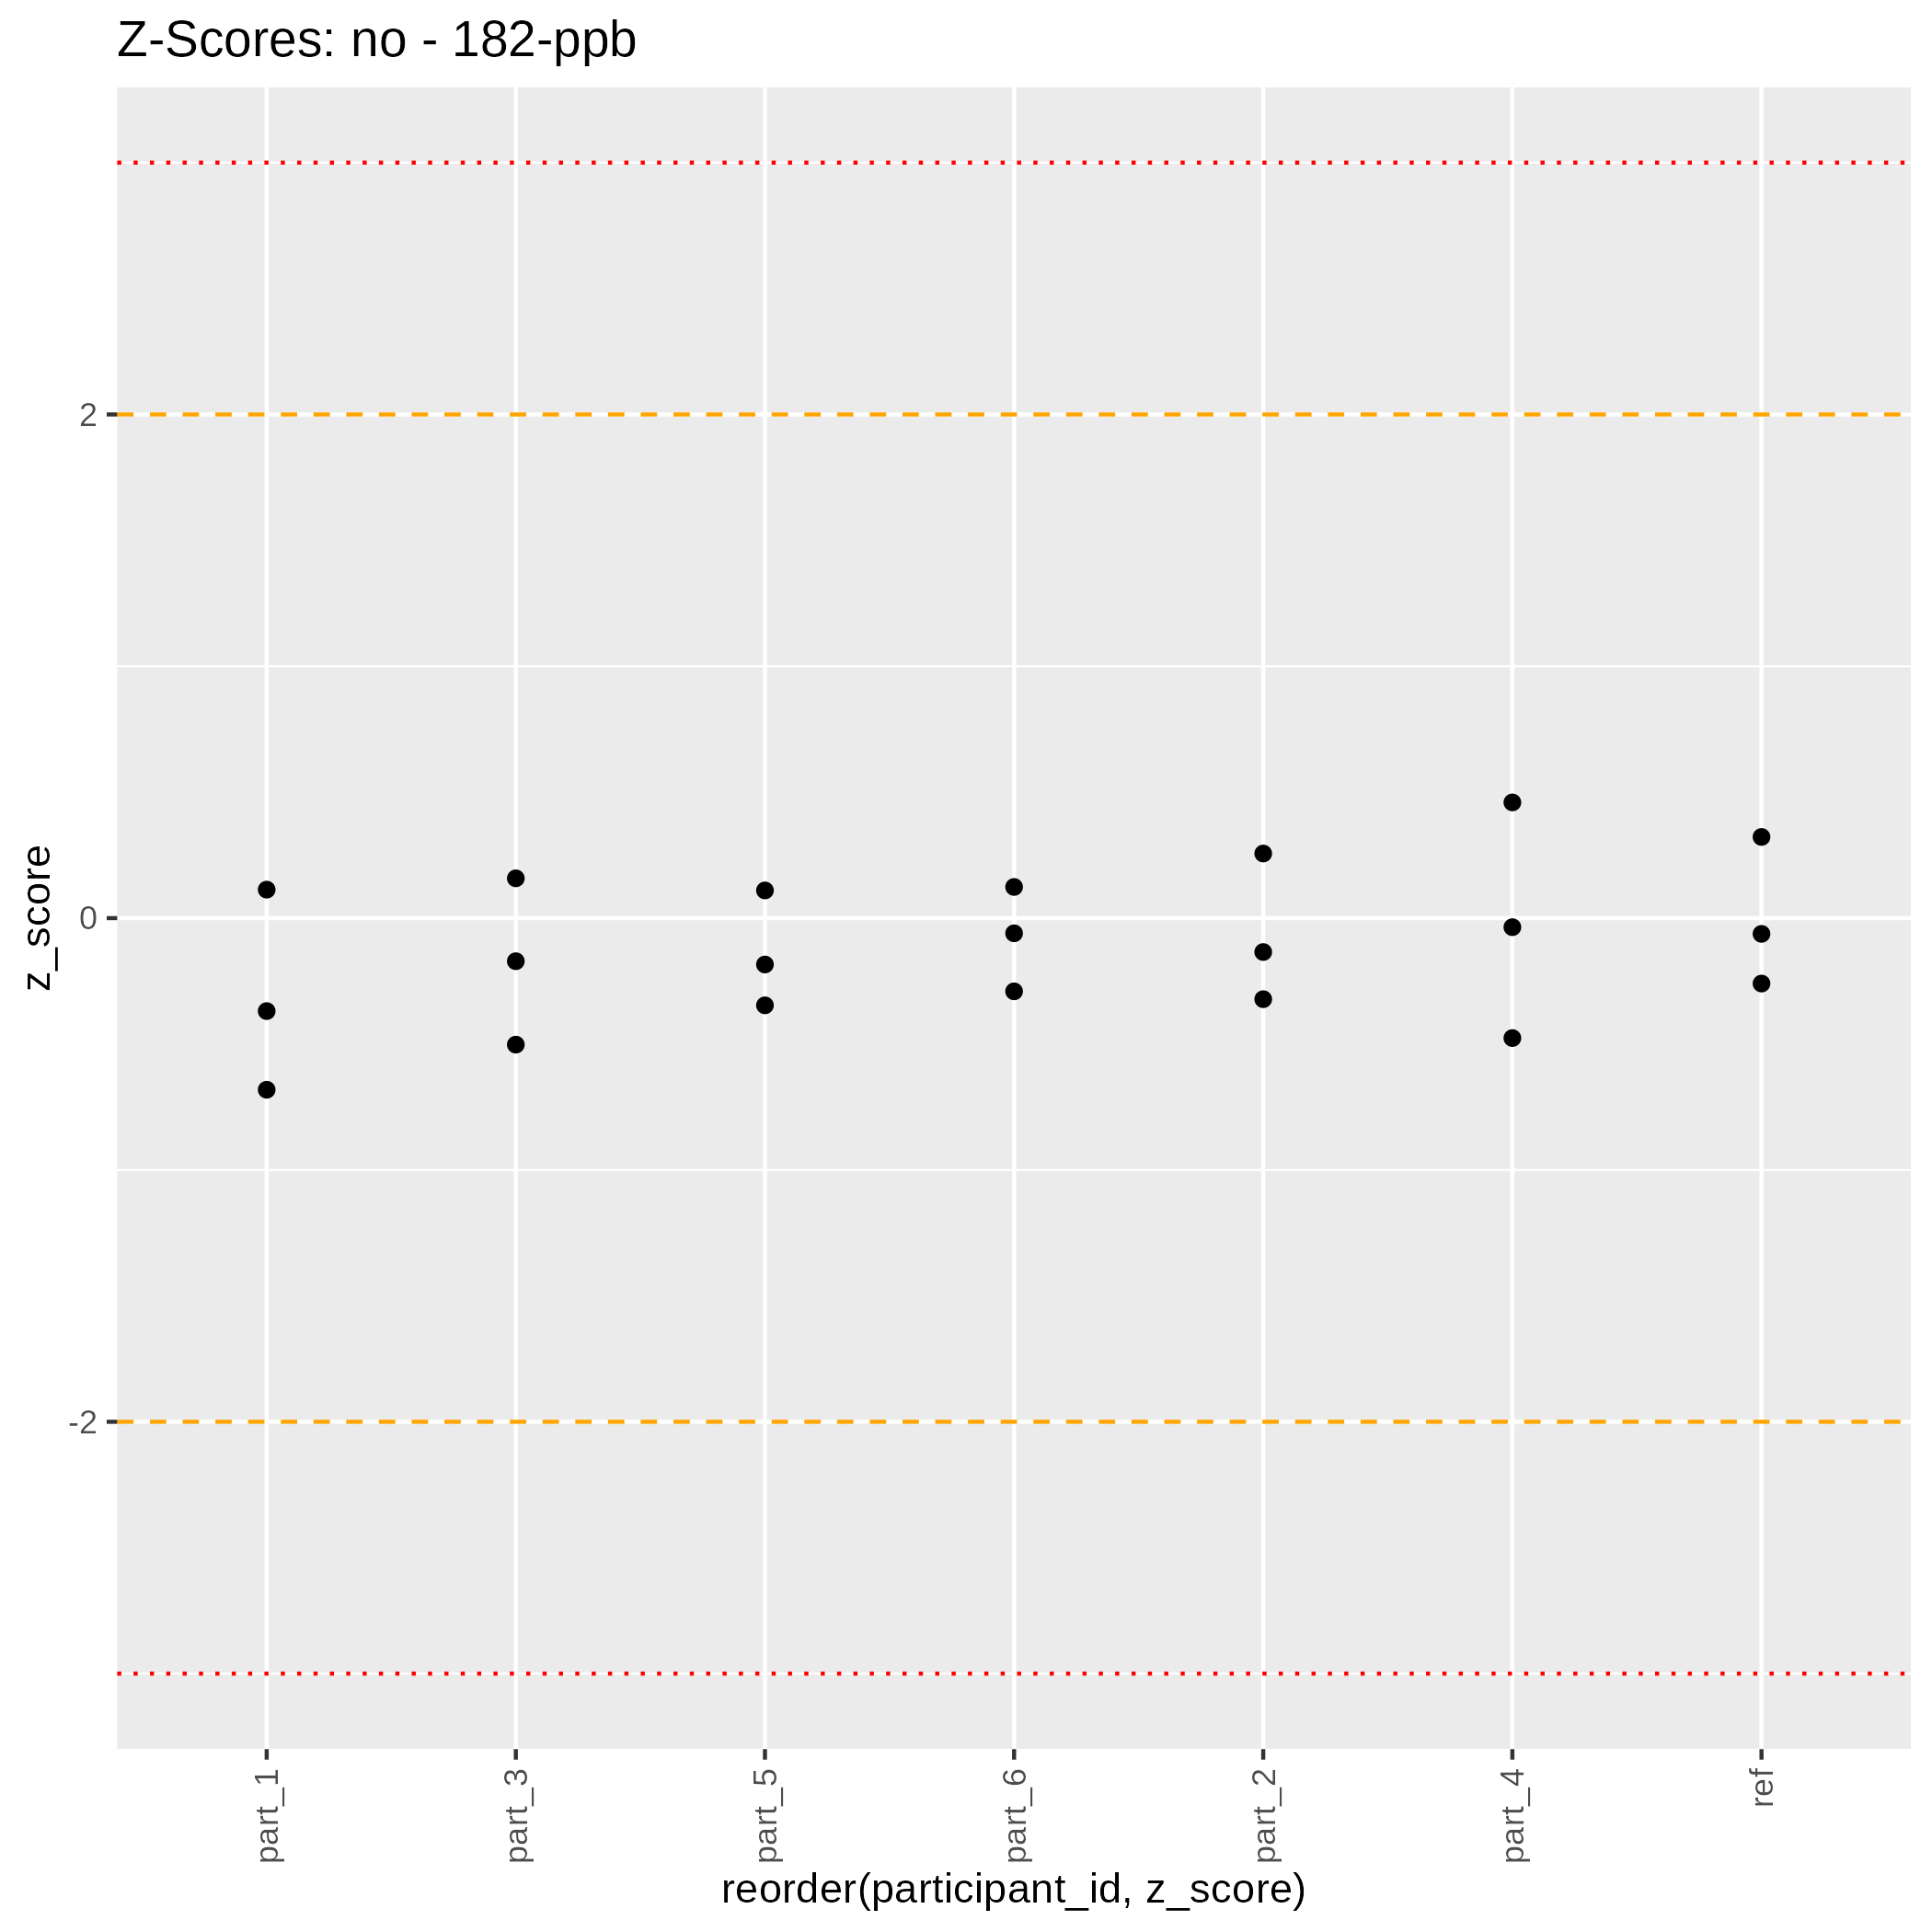 Z-Scores: no - 182-ppb
z_score
2
0
-2
part_1
part_3
part_5
part_6
part_2
part_4
ref
reorder(participant_id, z_score)